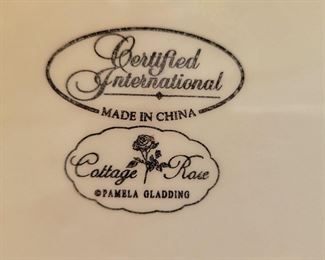 Certified
International
MADE IN CHINA
Cottage Rose
©PAMELA GLADDING